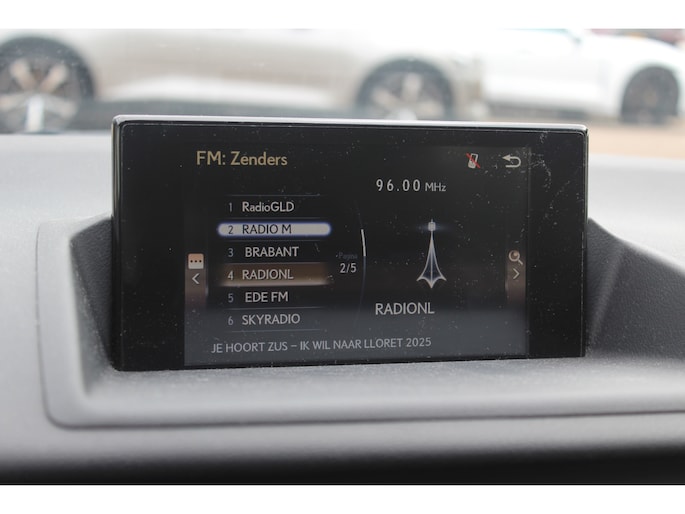 FM: Zenders
96.00 MHz
1 RadioGLD
2 RADIO M
3 BRABANT
4 RADIONL
5 EDE FM
6 SKYRADIO
Pagina
2/5
RADIONL
JE HOORT ZUS – IK WIL NAAR LLORET 2025